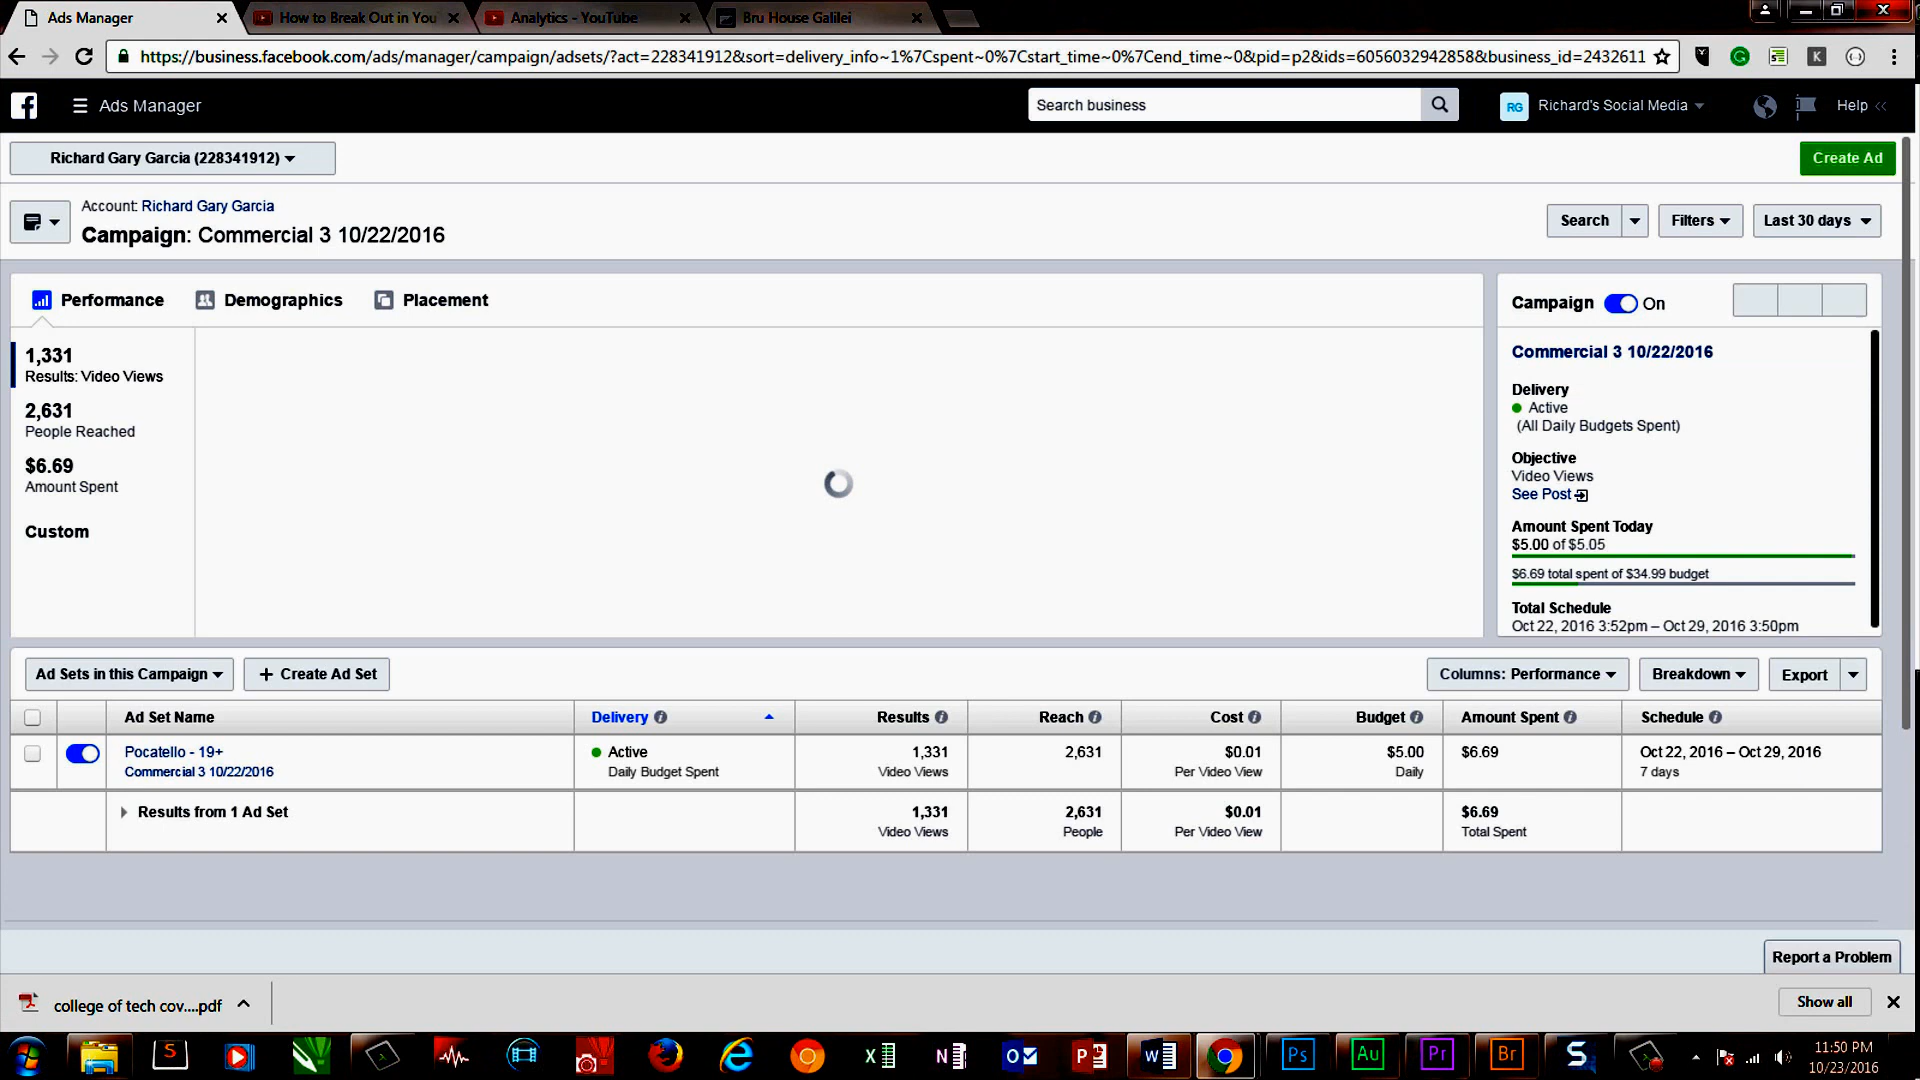 Ads Manager
How to Break Out in You
Analytics - YouTube
Bru House Galilei
https://business.facebook.com/ads/manager/campaign/adsets/?act=228341912&sort=delivery_info~1%7Cspent~0%7Cstart_time~0%7Cend_time~0&pid=p2&ids=6056032942858&business_id=2432611
Ads Manager
Search business
RG
Richard's Social Media
Help
Richard Gary Garcia (228341912)
Create Ad
Account: Richard Gary Garcia
Campaign: Commercial 3 10/22/2016
Search
Filters
Last 30 days
Performance
Demographics
Placement
1,331
Results: Video Views
2,631
People Reached
$6.69
Amount Spent
Custom
Campaign On
Commercial 3 10/22/2016
Delivery
Active
(All Daily Budgets Spent)
Objective
Video Views
See Post
Amount Spent Today
$5.00 of $5.05
$6.69 total spent of $34.99 budget
Total Schedule
Oct 22, 2016 3:52pm – Oct 29, 2016 3:50pm
Ad Sets in this Campaign
+ Create Ad Set
Columns: Performance
Breakdown
Export
Ad Set Name
Delivery
Results
Reach
Cost
Budget
Amount Spent
Schedule
Pocatello - 19+
Commercial 3 10/22/2016
Active
Daily Budget Spent
1,331
Video Views
2,631
$0.01
Per Video View
$5.00
Daily
$6.69
Oct 22, 2016 – Oct 29, 2016
7 days
Results from 1 Ad Set
1,331
Video Views
2,631
People
$0.01
Per Video View
$6.69
Total Spent
Report a Problem
college of tech cov....pdf
Show all
Ps
Au
Pr
Br
11:50 PM
10/23/2016